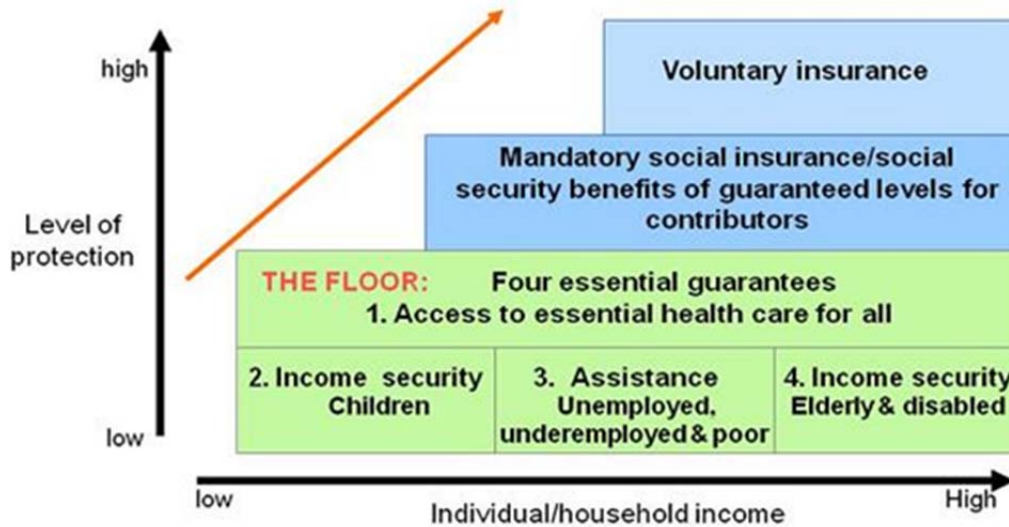 high
Voluntary insurance
Mandatory social insurance/social
security benefits of guaranteed levels for
contributors
Level of
protection
THE FLOOR: Four essential guarantees
1. Access to essential health care for all
2. Income security
Children
3. Assistance
Unemployed,
underemployed & poor
4. Income security
Elderly & disabled
low
low
Individual/household income
High